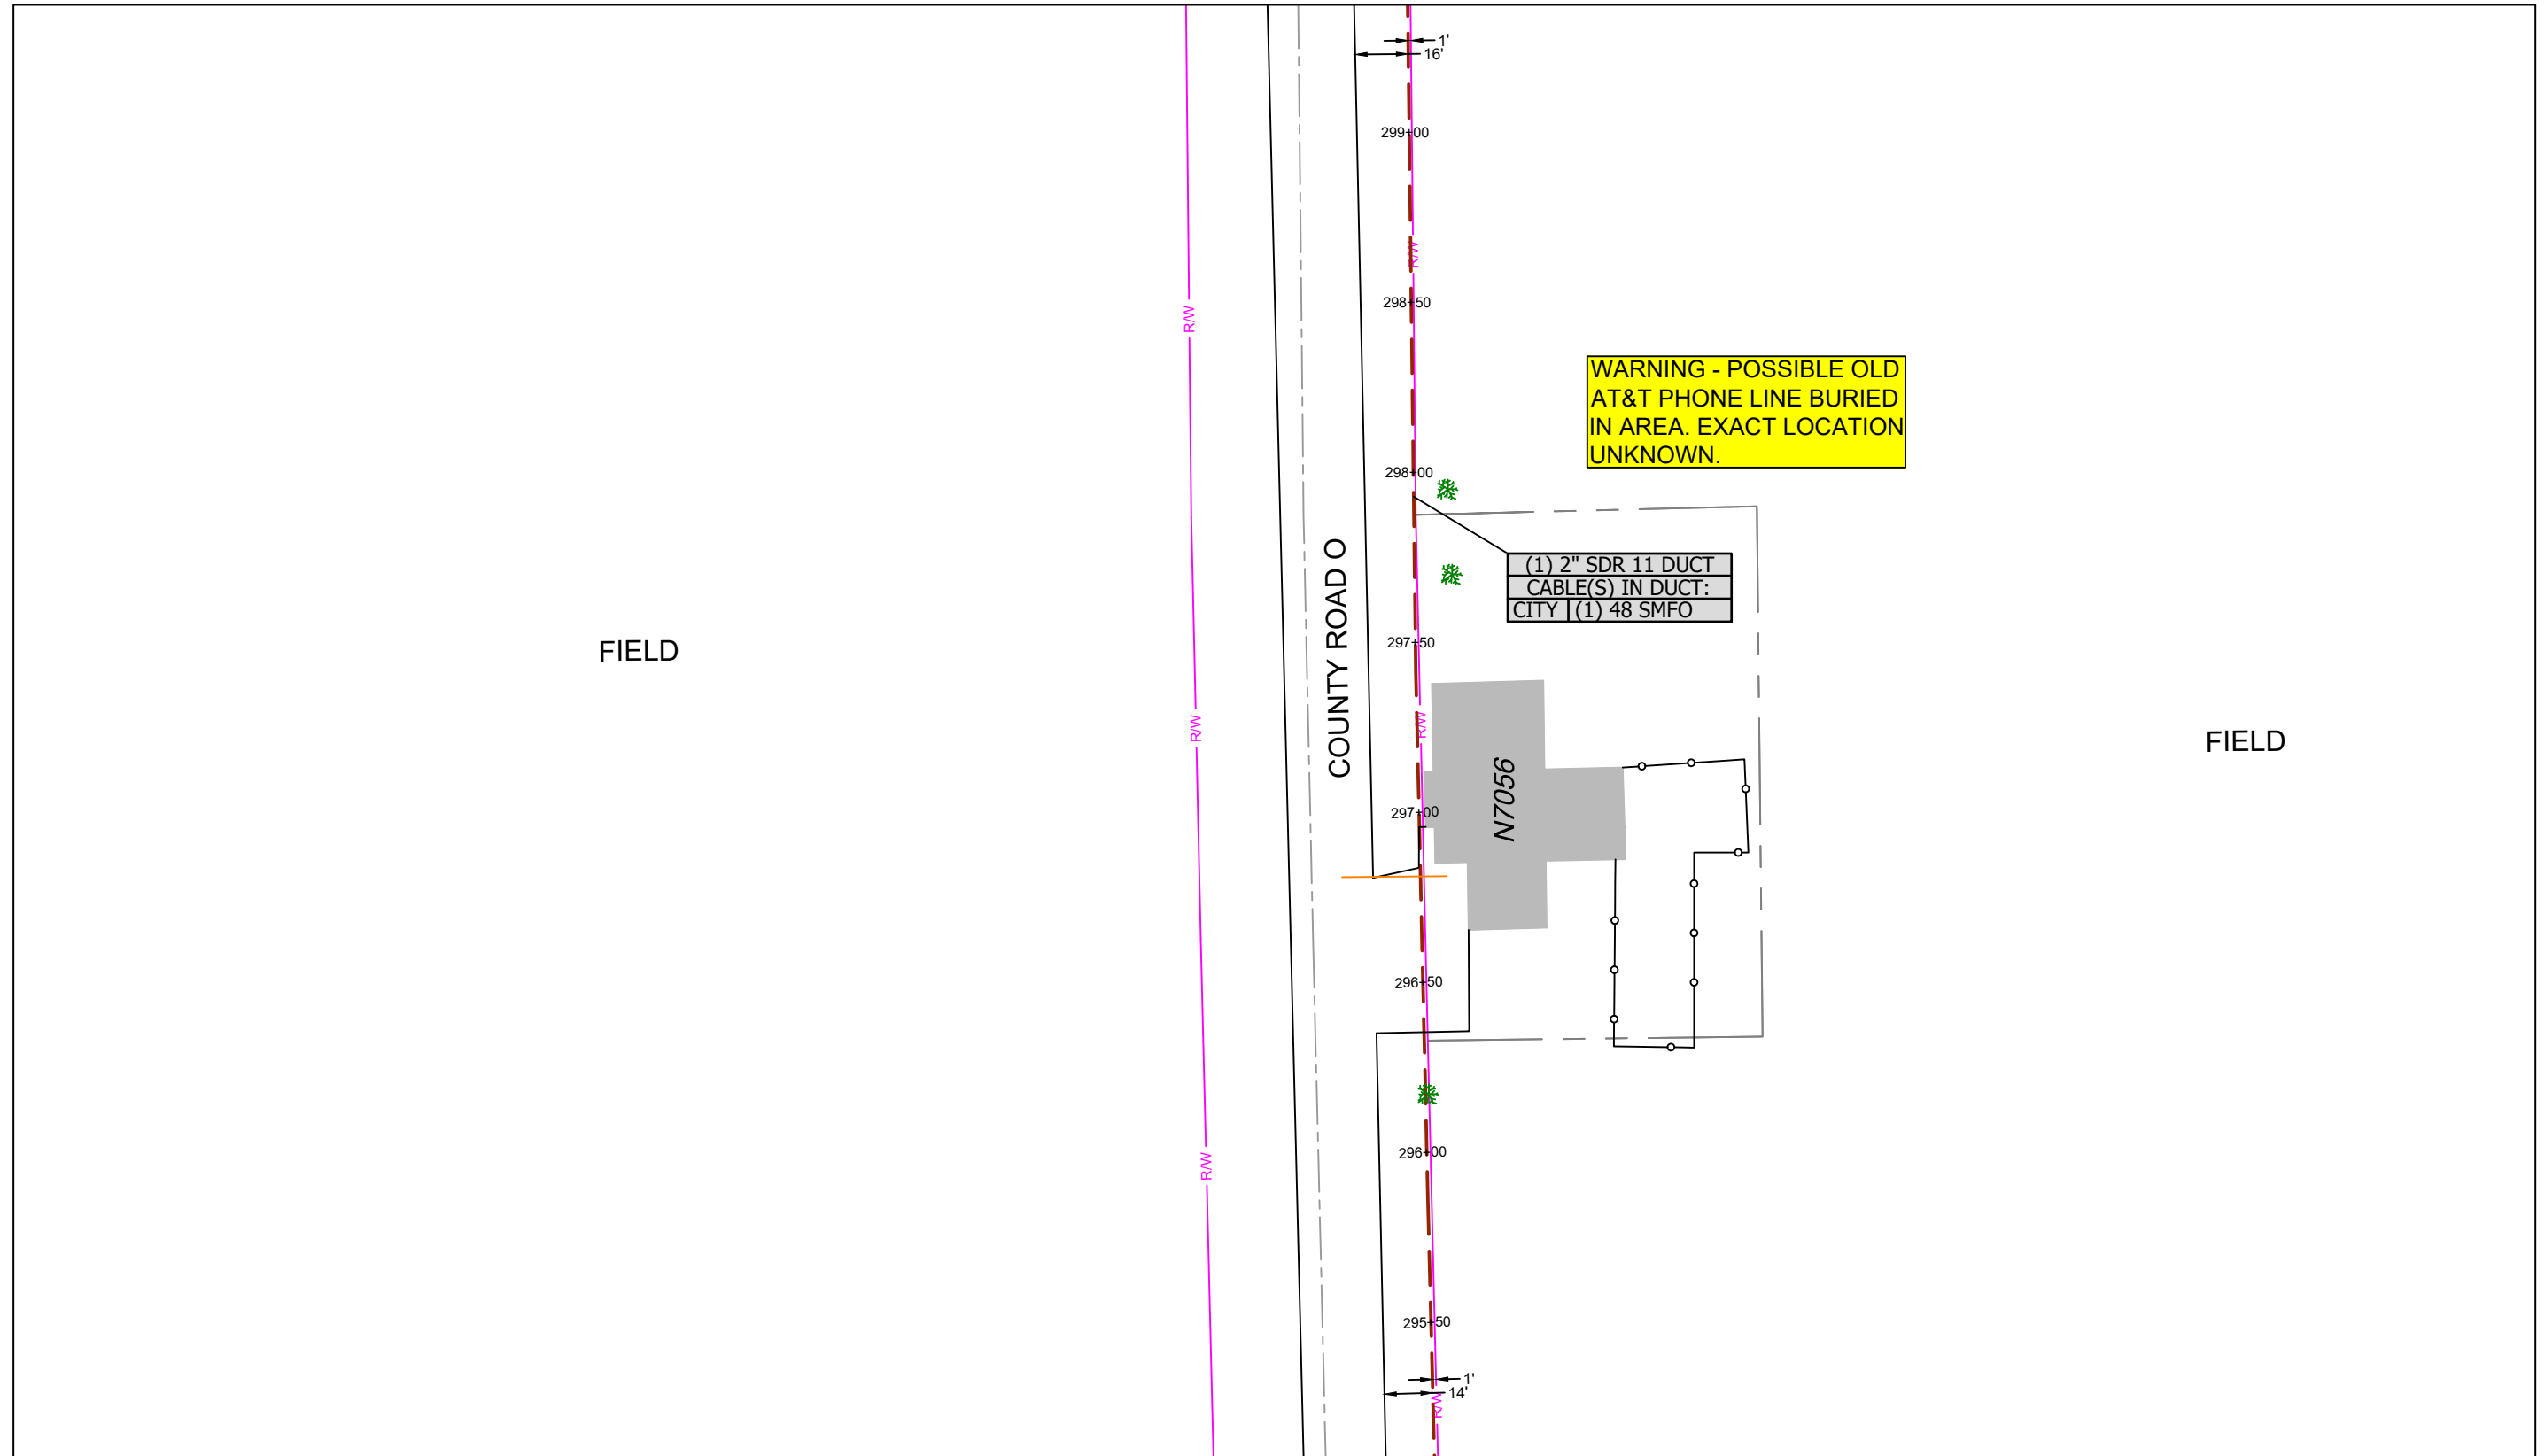 1'
16'
299+00
R/W
298+50
R/W
WARNING - POSSIBLE OLD
AT&T PHONE LINE BURIED
IN AREA. EXACT LOCATION
UNKNOWN.
298+00
COUNTY ROAD O
(1) 2" SDR 11 DUCT
CABLE(S) IN DUCT:
CITY (1) 48 SMFO
297+50
FIELD
R/W
R/W
FIELD
N7056
297+00
296+50
296+00
R/W
295+50
1'
14'
R/W